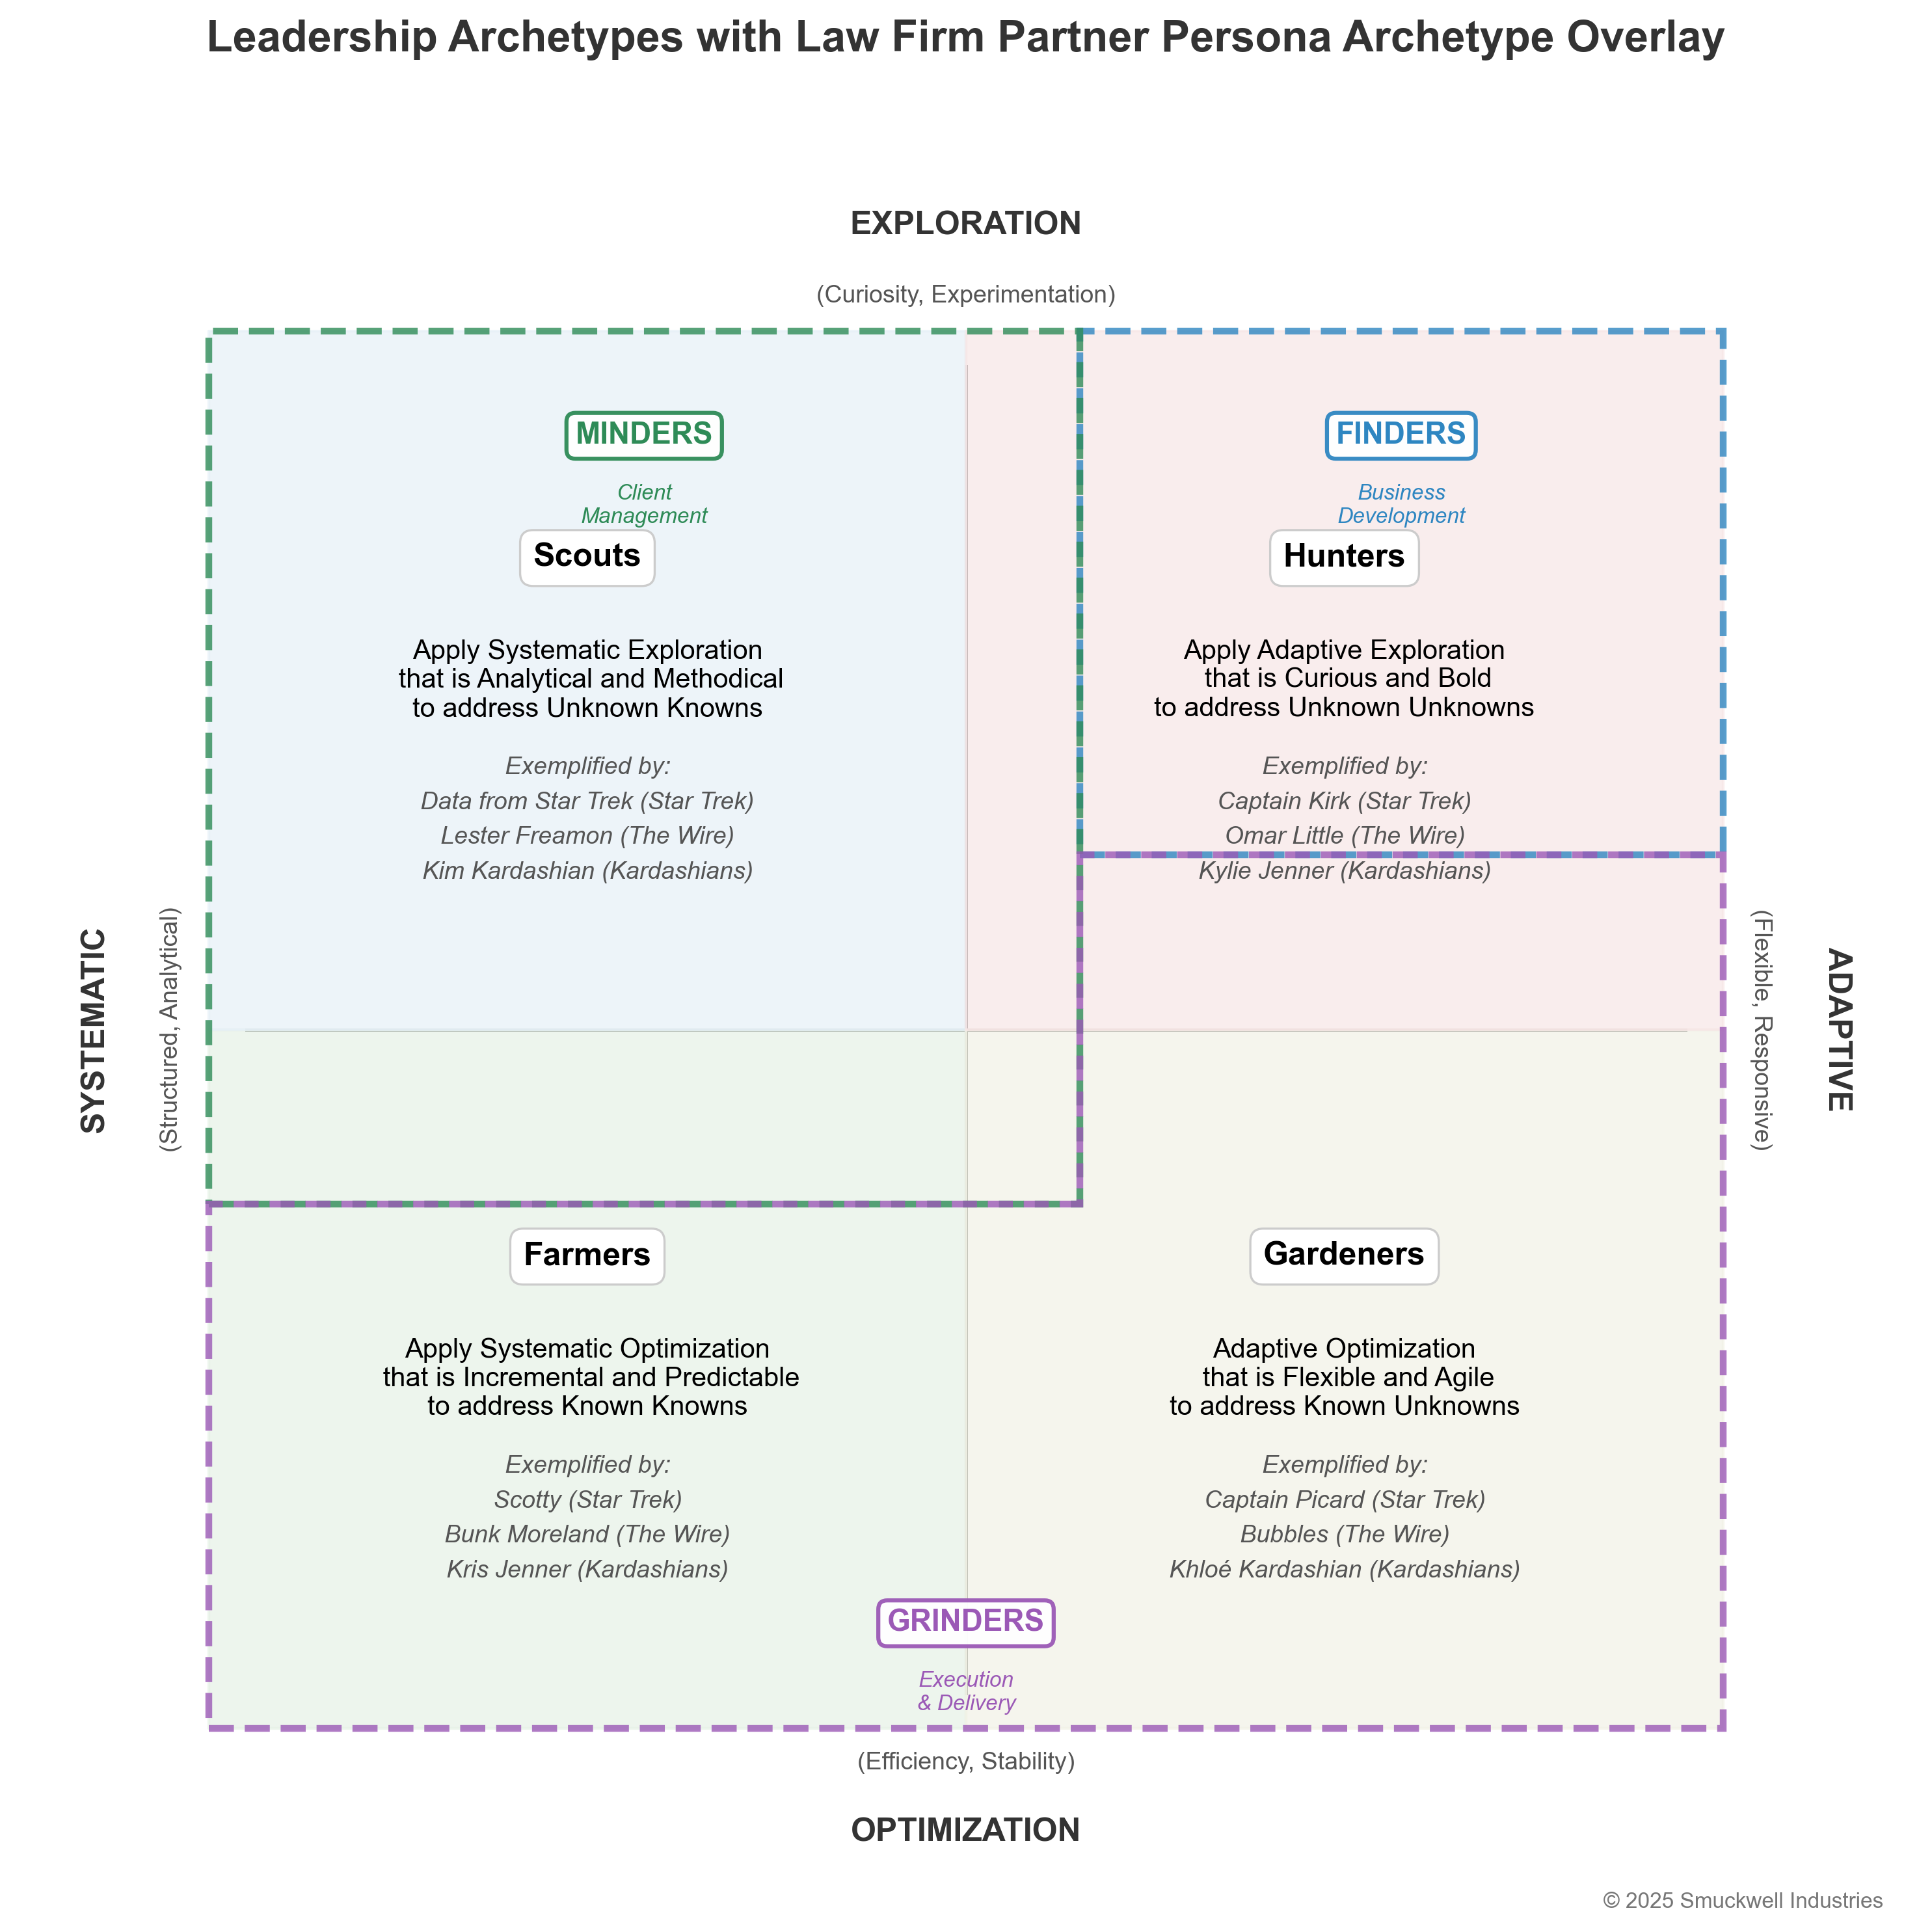 Leadership Archetypes with Law Firm Partner Persona Archetype Overlay
EXPLORATION
(Curiosity, Experimentation)
SYSTEMATIC
(Structured, Analytical)
MINDERS
Client
Management
Scouts
Apply Systematic Exploration
that is Analytical and Methodical
to address Unknown Knowns
Exemplified by:
Data from Star Trek (Star Trek)
Lester Freamon (The Wire)
Kim Kardashian (Kardashians)
FINDERS
Business
Development
Hunters
Apply Adaptive Exploration
that is Curious and Bold
to address Unknown Unknowns
Exemplified by:
Captain Kirk (Star Trek)
Omar Little (The Wire)
Kylie Jenner (Kardashians)
ADAPTIVE
(Flexible, Responsive)
Farmers
Apply Systematic Optimization
that is Incremental and Predictable
to address Known Knowns
Exemplified by:
Scotty (Star Trek)
Bunk Moreland (The Wire)
Kris Jenner (Kardashians)
Gardeners
Adaptive Optimization
that is Flexible and Agile
to address Known Unknowns
Exemplified by:
Captain Picard (Star Trek)
Bubbles (The Wire)
Khloé Kardashian (Kardashians)
GRINDERS
Execution
& Delivery
(Efficiency, Stability)
OPTIMIZATION
© 2025 Smuckwell Industries